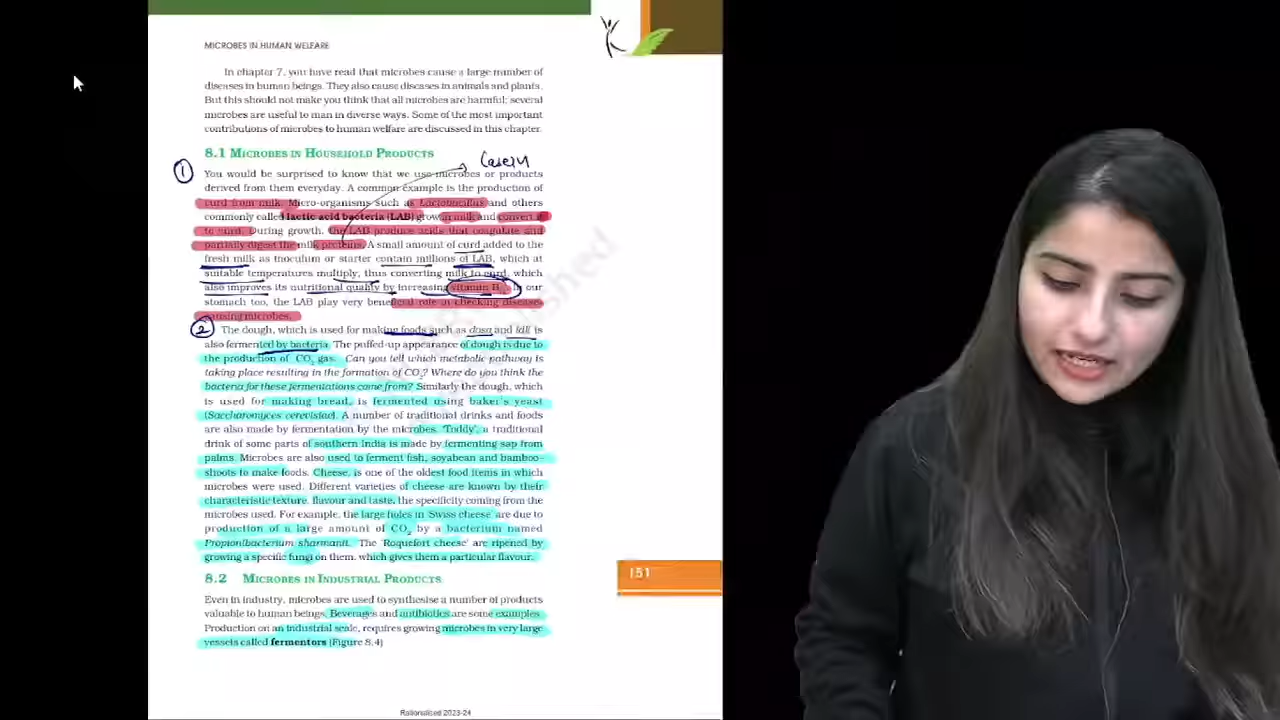 MICROBES IN HUMAN WELFARE
In chapter 7, you have read that microbes cause a large number of
diseases in human beings. They also cause diseases in animals and plants.
But this should not make you think that all microbes are harmful; several
microbes are useful to man in diverse ways. Some of the most important
contributions of microbes to human welfare are discussed in this chapter.
8.1 MICROBES IN HOUSEHOLD PRODUCTS
1
You would be surprised to know that we use microbes or products
derived from them everyday. A common example is the production of
curd from milk. Micro-organisms such as Lactobacillus and others
commonly called lactic acid bacteria (LAB) grow in milk and convert it
to curd. During growth, the LAB produce acids that coagulate and
partially digest the milk proteins. A small amount of curd added to the
fresh milk as inoculum or starter contain millions of LAB, which at
suitable temperatures multiply, thus converting milk to curd, which
also improves its nutritional quality by increasing vitamin B. In our
stomach too, the LAB play very beneficial role in checking disease-
causing microbes.
2
The dough, which is used for making foods such as dosa and idli is
also fermented by bacteria. The puffed-up appearance of dough is due to
the production of CO₂ gas. Can you tell which metabolic pathway is
taking place resulting in the formation of CO₂? Where do you think the
bacteria for these fermentations come from? Similarly the dough, which
is used for making bread, is fermented using baker's yeast
(Saccharomyces cerevisiae). A number of traditional drinks and foods
are also made by fermentation by the microbes. 'Toddy', a traditional
drink of some parts of southern India is made by fermenting sap from
palms. Microbes are also used to ferment fish, soyabean and bamboo-
shoots to make foods. Cheese, is one of the oldest food items in which
microbes were used. Different varieties of cheese are known by their
characteristic texture, flavour and taste, the specificity coming from the
microbes used. For example, the large holes in 'Swiss cheese' are due to
production of a large amount of CO₂ by a bacterium named
Propionibacterium sharmanii. The 'Roquefort cheese' are ripened by
growing a specific fungi on them, which gives them a particular flavour.
151
8.2 MICROBES IN INDUSTRIAL PRODUCTS
Even in industry, microbes are used to synthesise a number of products
valuable to human beings. Beverages and antibiotics are some examples.
Production on an industrial scale, requires growing microbes in very large
vessels called fermentors (Figure 8.4)
Rationalised 2023-24